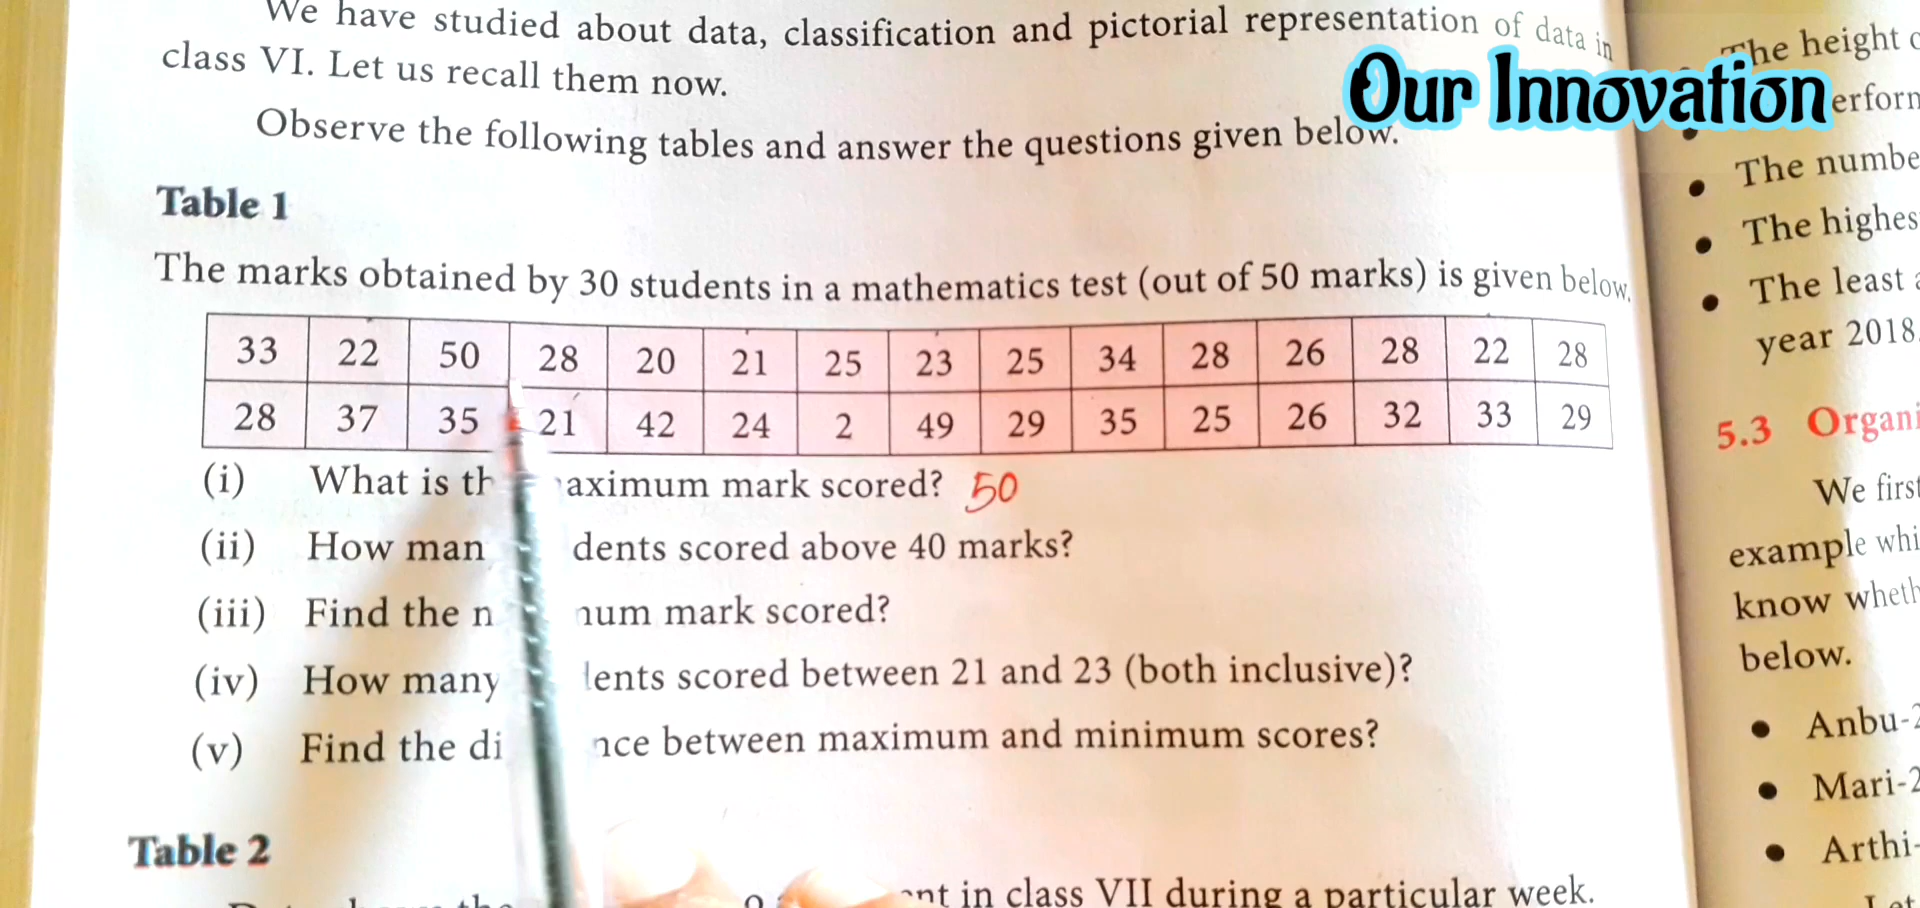 We have studied about data, classification and pictorial representation of data in
class VI. Let us recall them now.
Our Innovation
Observe the following tables and answer the questions given below.
Table 1
The marks obtained by 30 students in a mathematics test (out of 50 marks) is given below.
33 22 50 28 20 21 25 23 25 34 28 26 28 22 28
28 37 35 21 42 24 2 49 29 35 25 26 32 33 29
(i) What is th aximum mark scored? 50
(ii) How man dents scored above 40 marks?
(iii) Find the num mark scored?
(iv) How many ents scored between 21 and 23 (both inclusive)?
(v) Find the di nce between maximum and minimum scores?
Table 2
nt in class VII during a particular week.
The height
erform
The numbe
The highes
The least
year 2018.
5.3 Organi
We first
example whi
know wheth
below.
Anbu-2
Mari-2
Arthi-